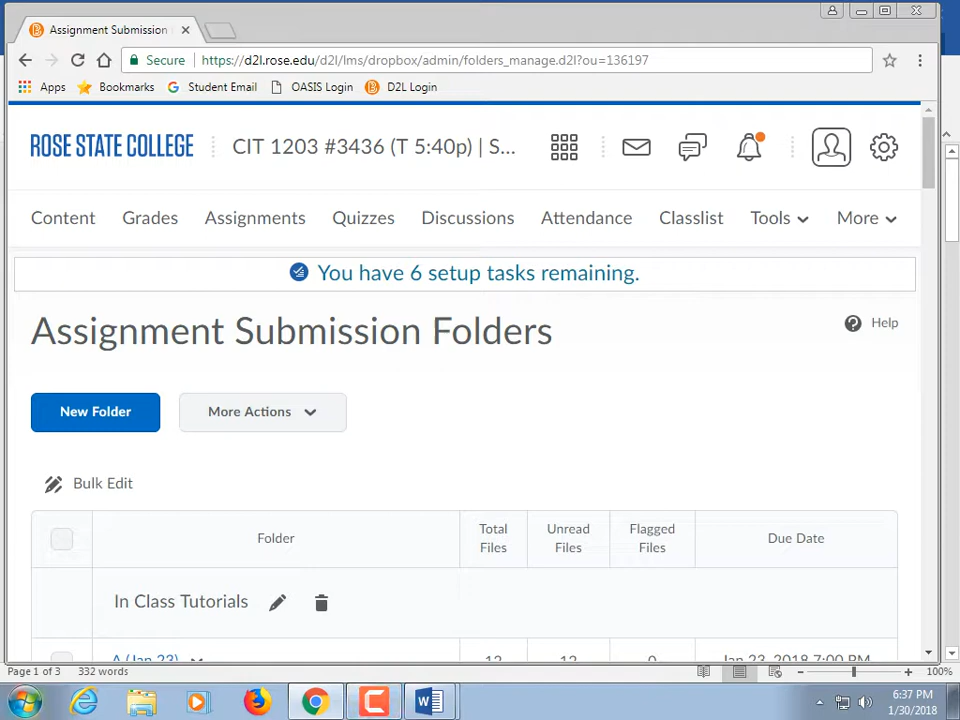 Assignment Submission
Secure https://d2l.rose.edu/d2l/lms/dropbox/admin/folders_manage.d2l?ou=136197
Apps Bookmarks Student Email OASIS Login D2L Login
ROSE STATE COLLEGE CIT 1203 #3436 (T 5:40p) | S...
Content Grades Assignments Quizzes Discussions Attendance Classlist Tools More
You have 6 setup tasks remaining.
Assignment Submission Folders
Help
New Folder More Actions
Bulk Edit
Folder Total Files Unread Files Flagged Files Due Date
In Class Tutorials
A (Jan 23) 12 12 0 Jan 23, 2018 7:00 PM
Page 1 of 3 332 words 100%
6:37 PM
1/30/2018